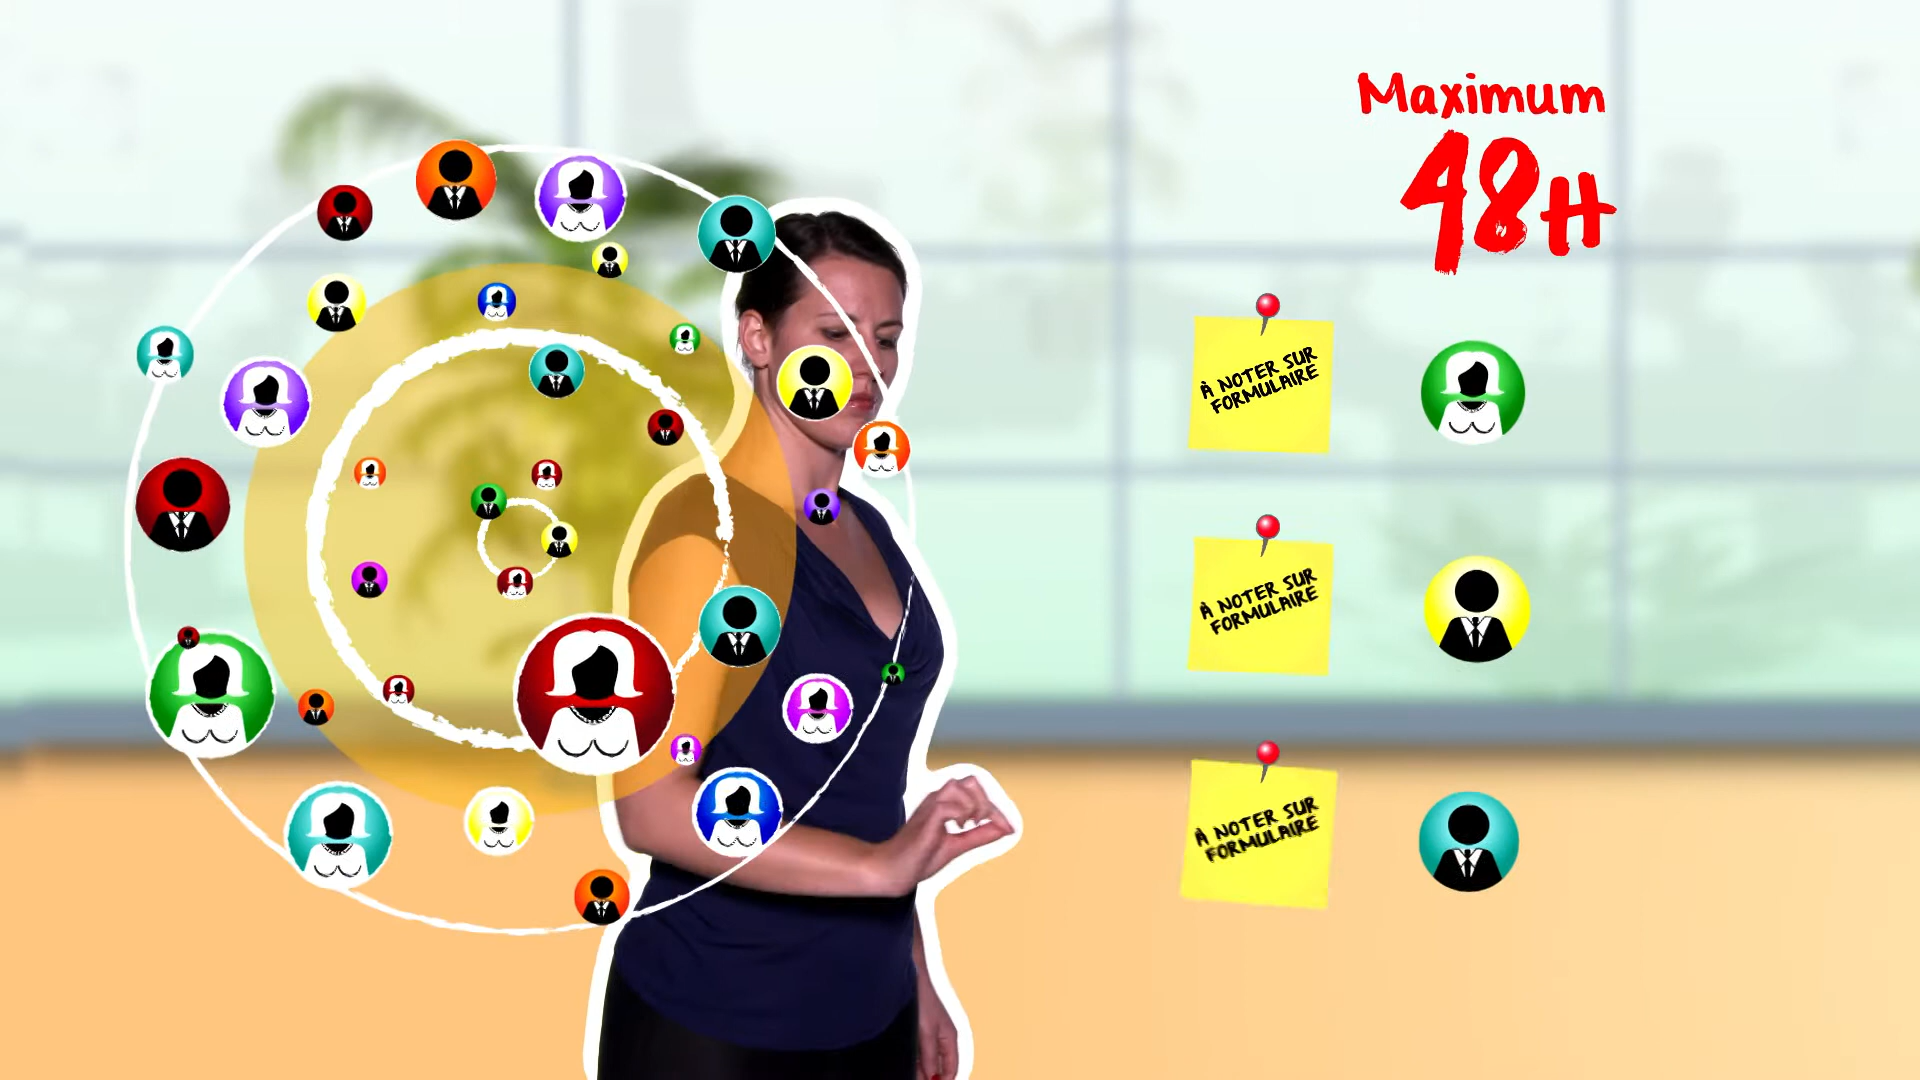 Maximum
48H
À NOTER SUR
FORMULAIRE
À NOTER SUR
FORMULAIRE
À NOTER SUR
FORMULAIRE